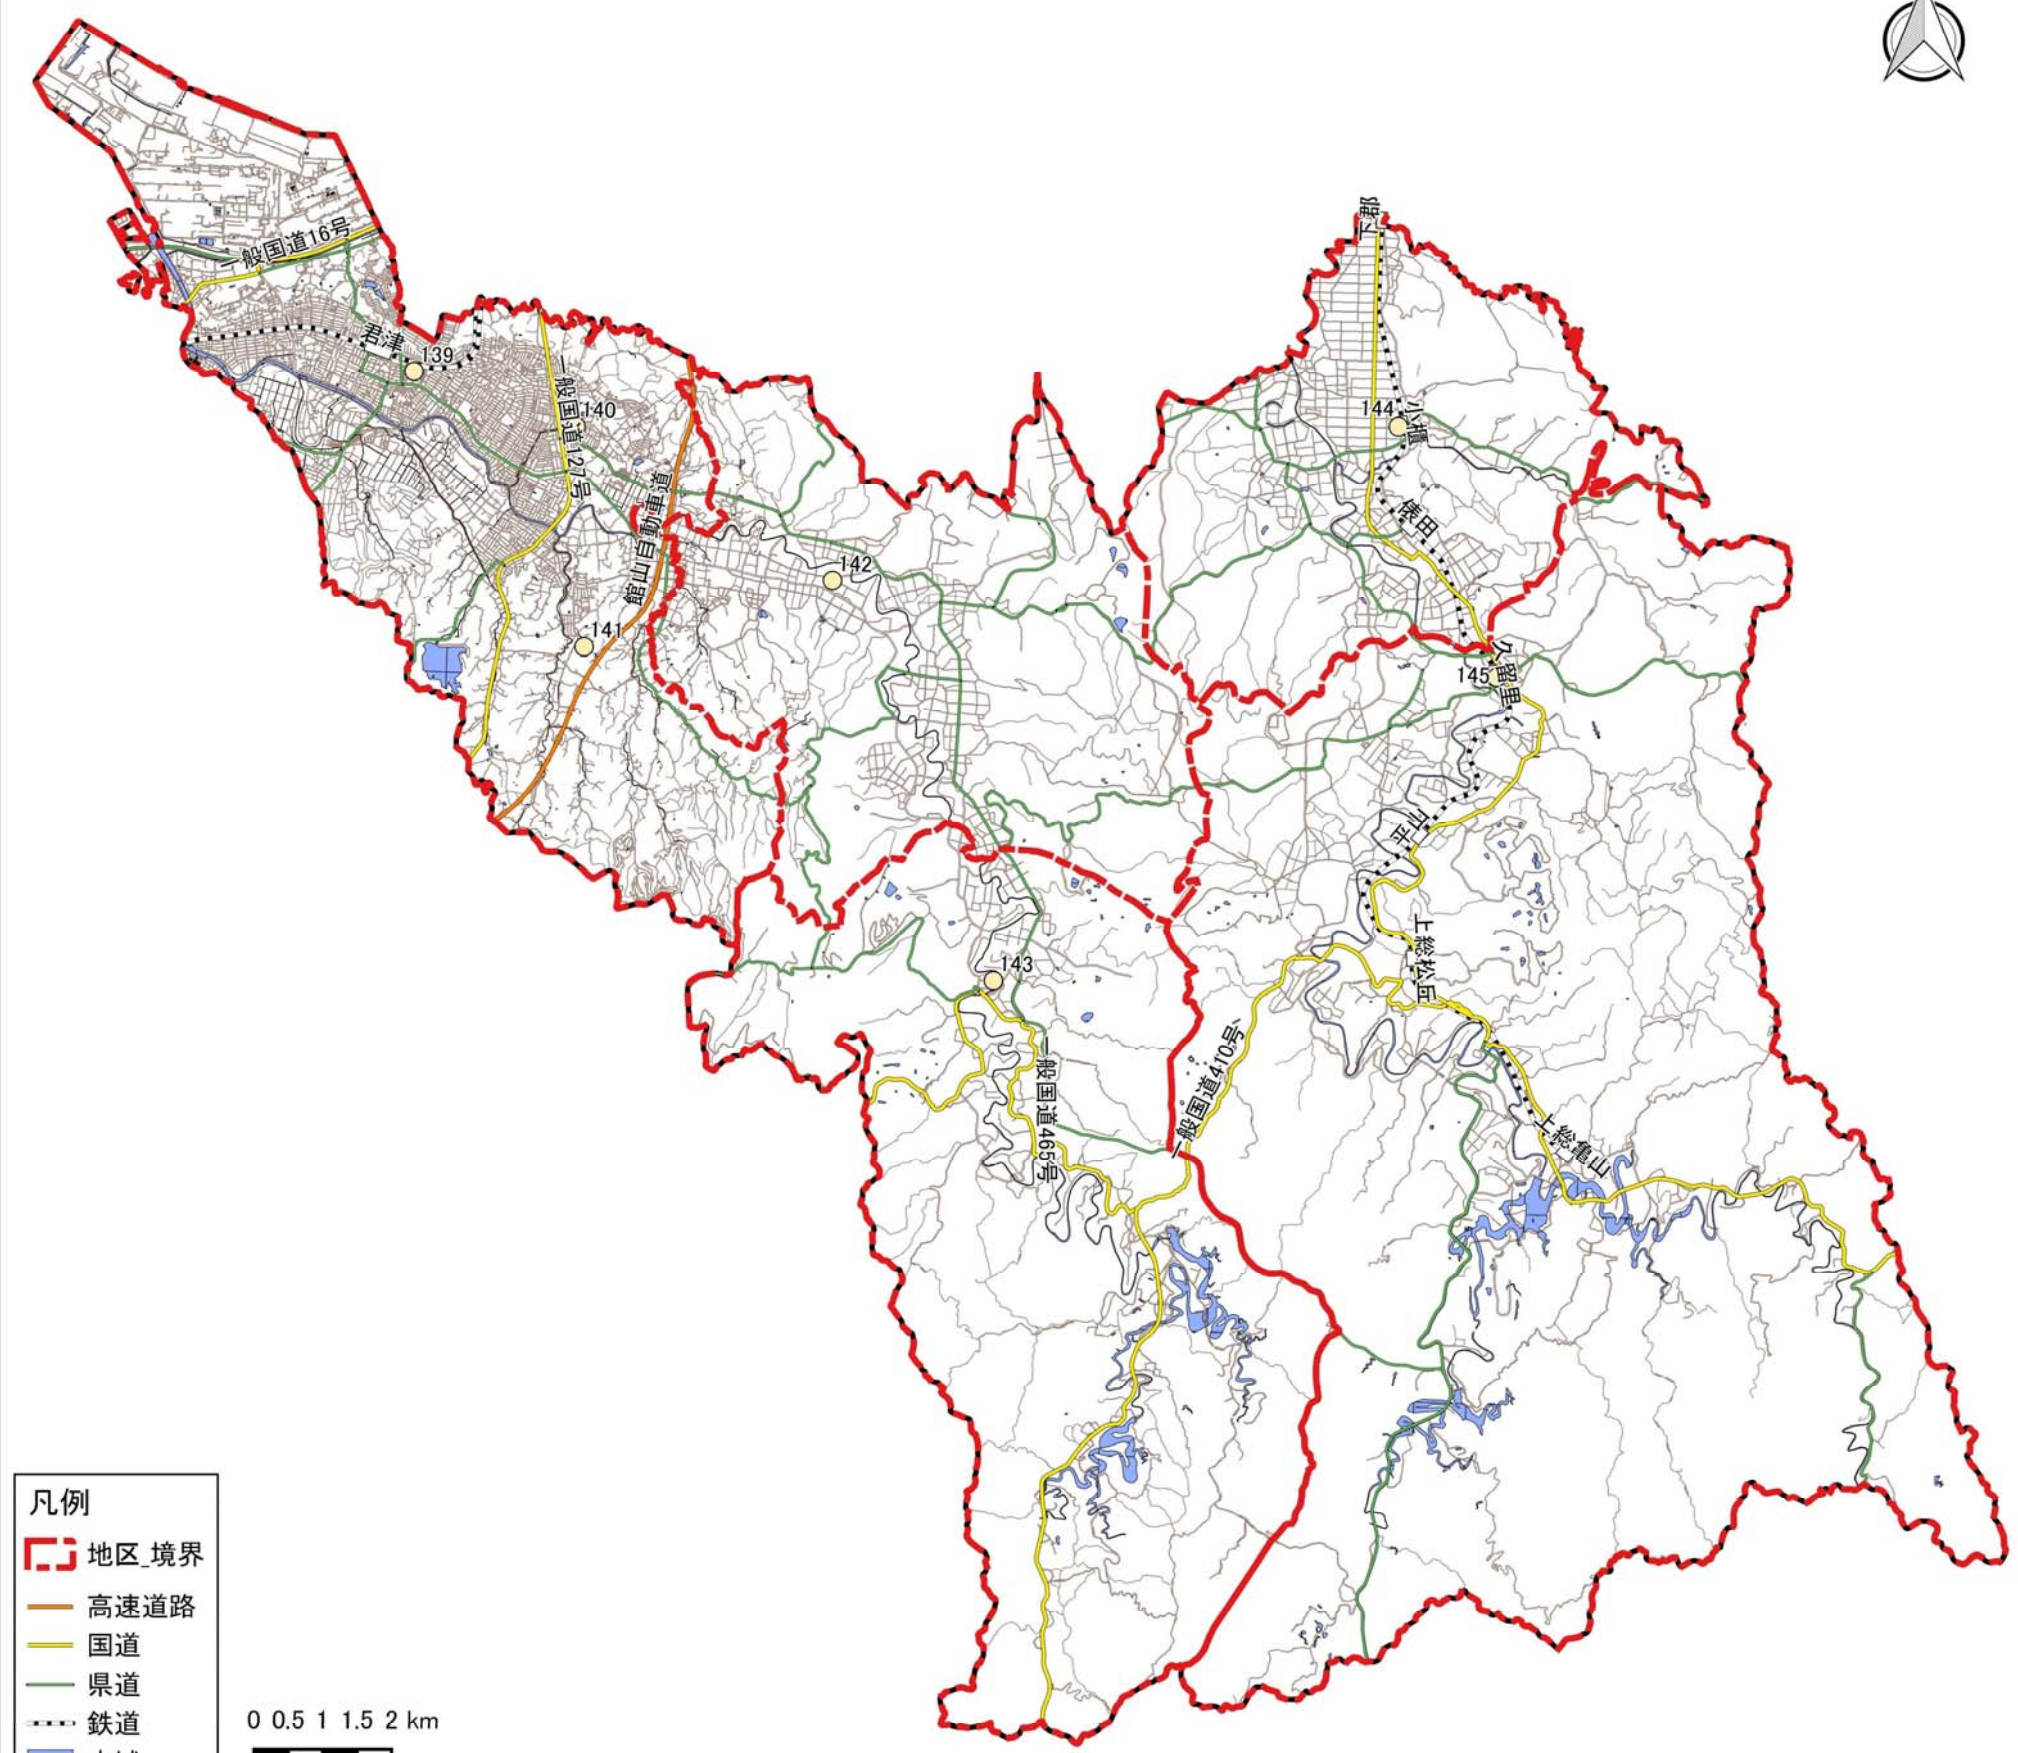 下郡
一般国道16号
君津
139
一般国道127号
140
144
小櫃
館山自動車道
俵田
142
141
久留里
145
平山
上総松丘
143
一般国道410号
一般国道465号
上総亀山
凡例
地区_境界
高速道路
国道
県道
鉄道
0 0.5 1 1.5 2 km